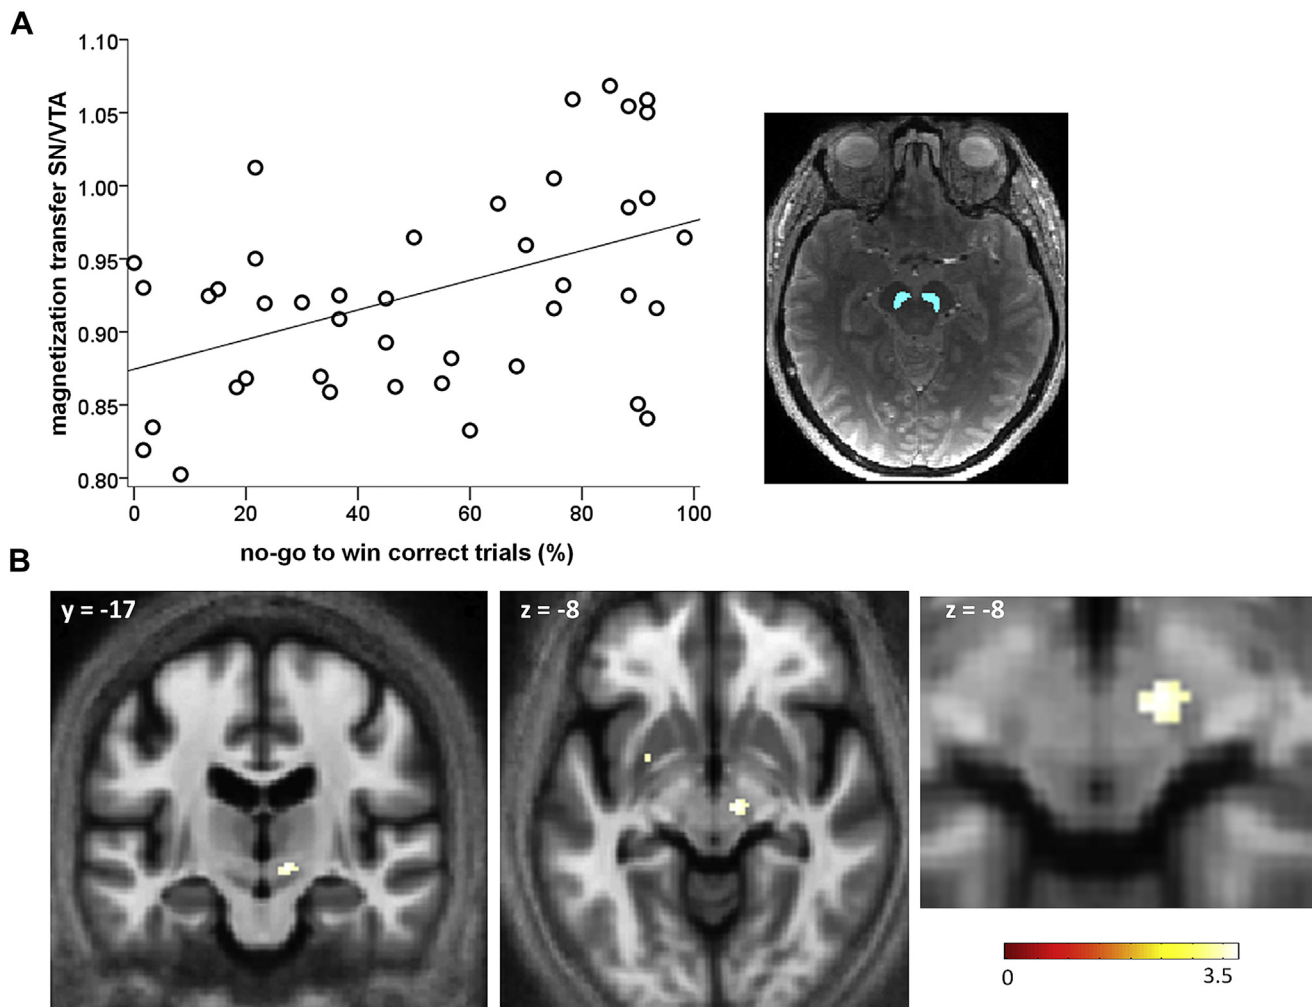 A
magnetization transfer SN/VTA
1.10
1.05
1.00
0.95
0.90
0.85
0.80
0 20 40 60 80 100
no-go to win correct trials (%)
B
y = -17
z = -8
z = -8
0 3.5